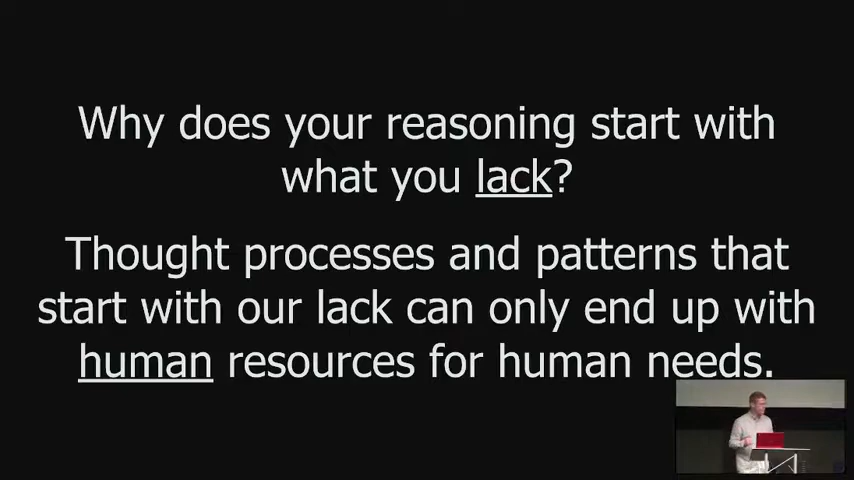 Why does your reasoning start with
what you lack?
Thought processes and patterns that
start with our lack can only end up with
human resources for human needs.